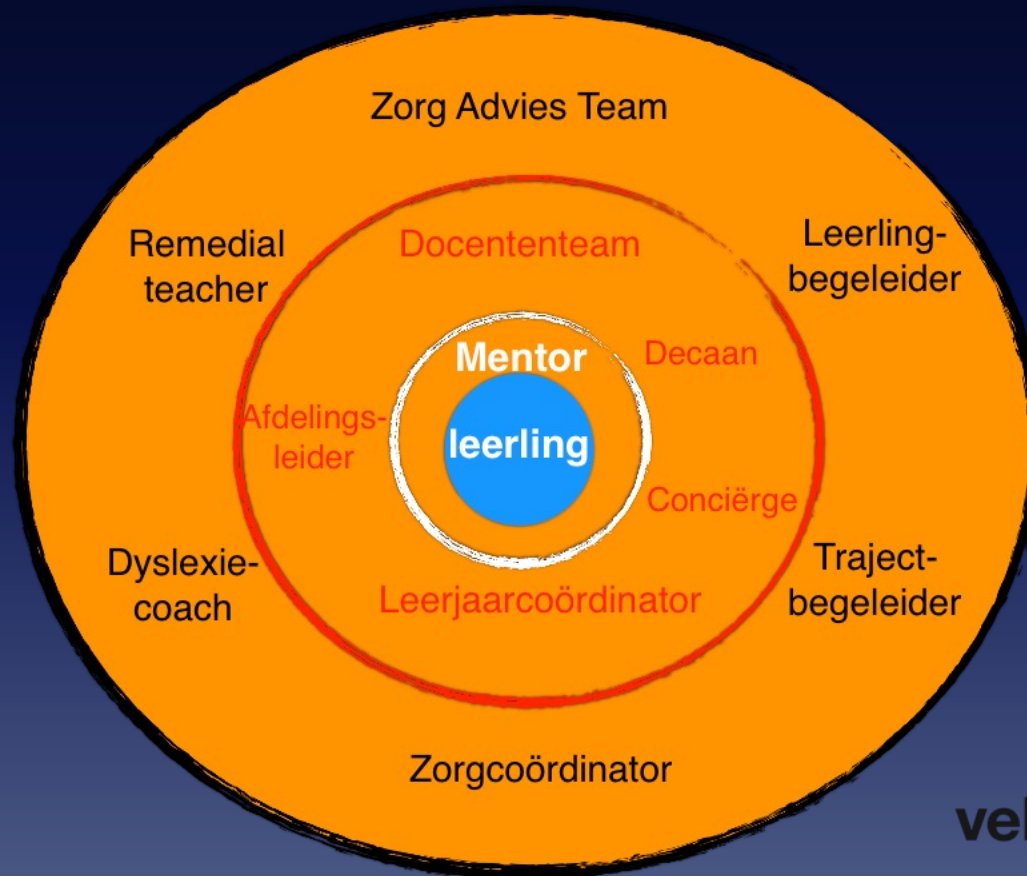 Zorg Advies Team
Remedial
teacher
Docententeam
Leerling-
begeleider
Mentor
Decaan
Afdelings-
leider
leerling
Conciërge
Dyslexie-
coach
Leerjaarcoördinator
Traject-
begeleider
Zorgcoördinator